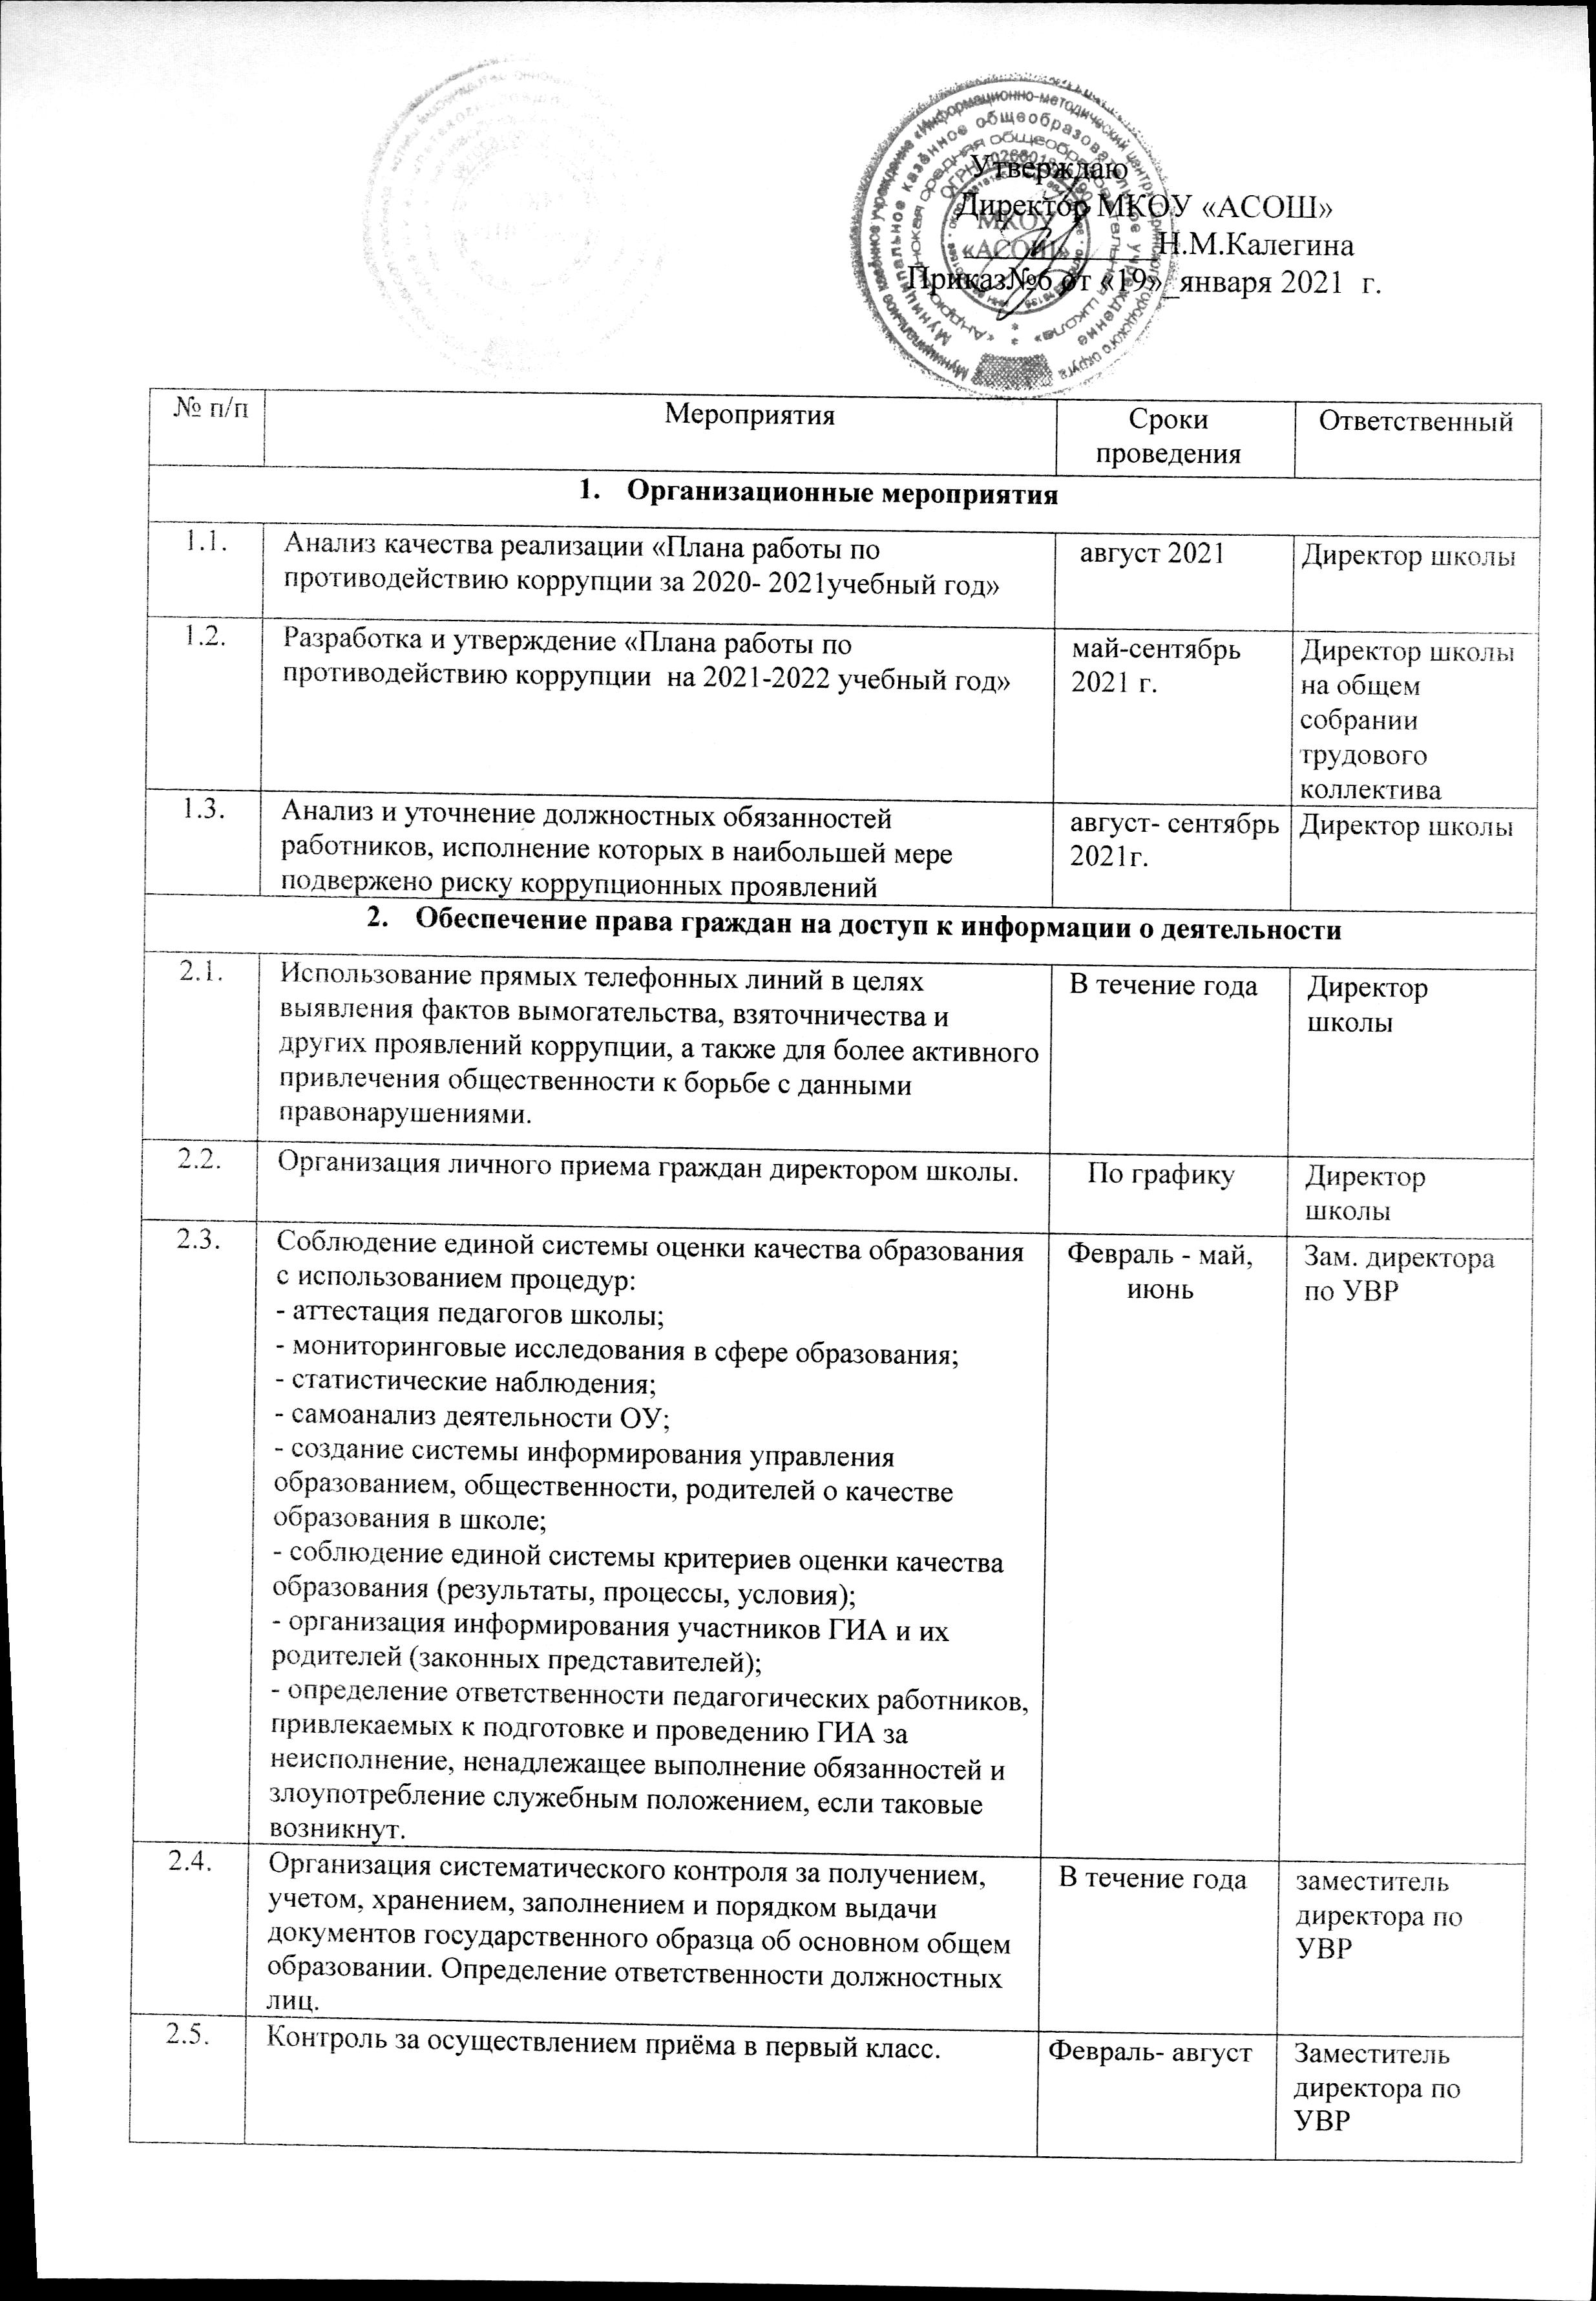 Утверждаю
Директор МКОУ «АСОШ»
Н.М.Калегина
Приказ№6 от «19»_января 2021 г.
МКОУ
«АСОШ»
№ п/п
Мероприятия
Сроки
проведения
Ответственный
1. Организационные мероприятия
1.1.
Анализ качества реализации «Плана работы по
противодействию коррупции за 2020- 2021учебный год»
август 2021
Директор школы
1.2.
Разработка и утверждение «Плана работы по
противодействию коррупции на 2021-2022 учебный год»
май-сентябрь
2021 г.
Директор школы
на общем
собрании
трудового
коллектива
1.3.
Анализ и уточнение должностных обязанностей
работников, исполнение которых в наибольшей мере
подвержено риску коррупционных проявлений
август- сентябрь
2021г.
Директор школы
2. Обеспечение права граждан на доступ к информации о деятельности
2.1.
Использование прямых телефонных линий в целях
выявления фактов вымогательства, взяточничества и
других проявлений коррупции, а также для более активного
привлечения общественности к борьбе с данными
правонарушениями.
В течение года
Директор
школы
2.2.
Организация личного приема граждан директором школы.
По графику
Директор
школы
2.3.
Соблюдение единой системы оценки качества образования
с использованием процедур:
- аттестация педагогов школы;
- мониторинговые исследования в сфере образования;
- статистические наблюдения;
- самоанализ деятельности ОУ;
- создание системы информирования управления
образованием, общественности, родителей о качестве
образования в школе;
- соблюдение единой системы критериев оценки качества
образования (результаты, процессы, условия);
- организация информирования участников ГИА и их
родителей (законных представителей);
- определение ответственности педагогических работников,
привлекаемых к подготовке и проведению ГИА за
неисполнение, ненадлежащее выполнение обязанностей и
злоупотребление служебным положением, если таковые
возникнут.
Февраль - май,
июнь
Зам. директора
по УВР
2.4.
Организация систематического контроля за получением,
учетом, хранением, заполнением и порядком выдачи
документов государственного образца об основном общем
образовании. Определение ответственности должностных
лиц.
В течение года
заместитель
директора по
УВР
2.5.
Контроль за осуществлением приёма в первый класс.
Февраль- август
Заместитель
директора по
УВР